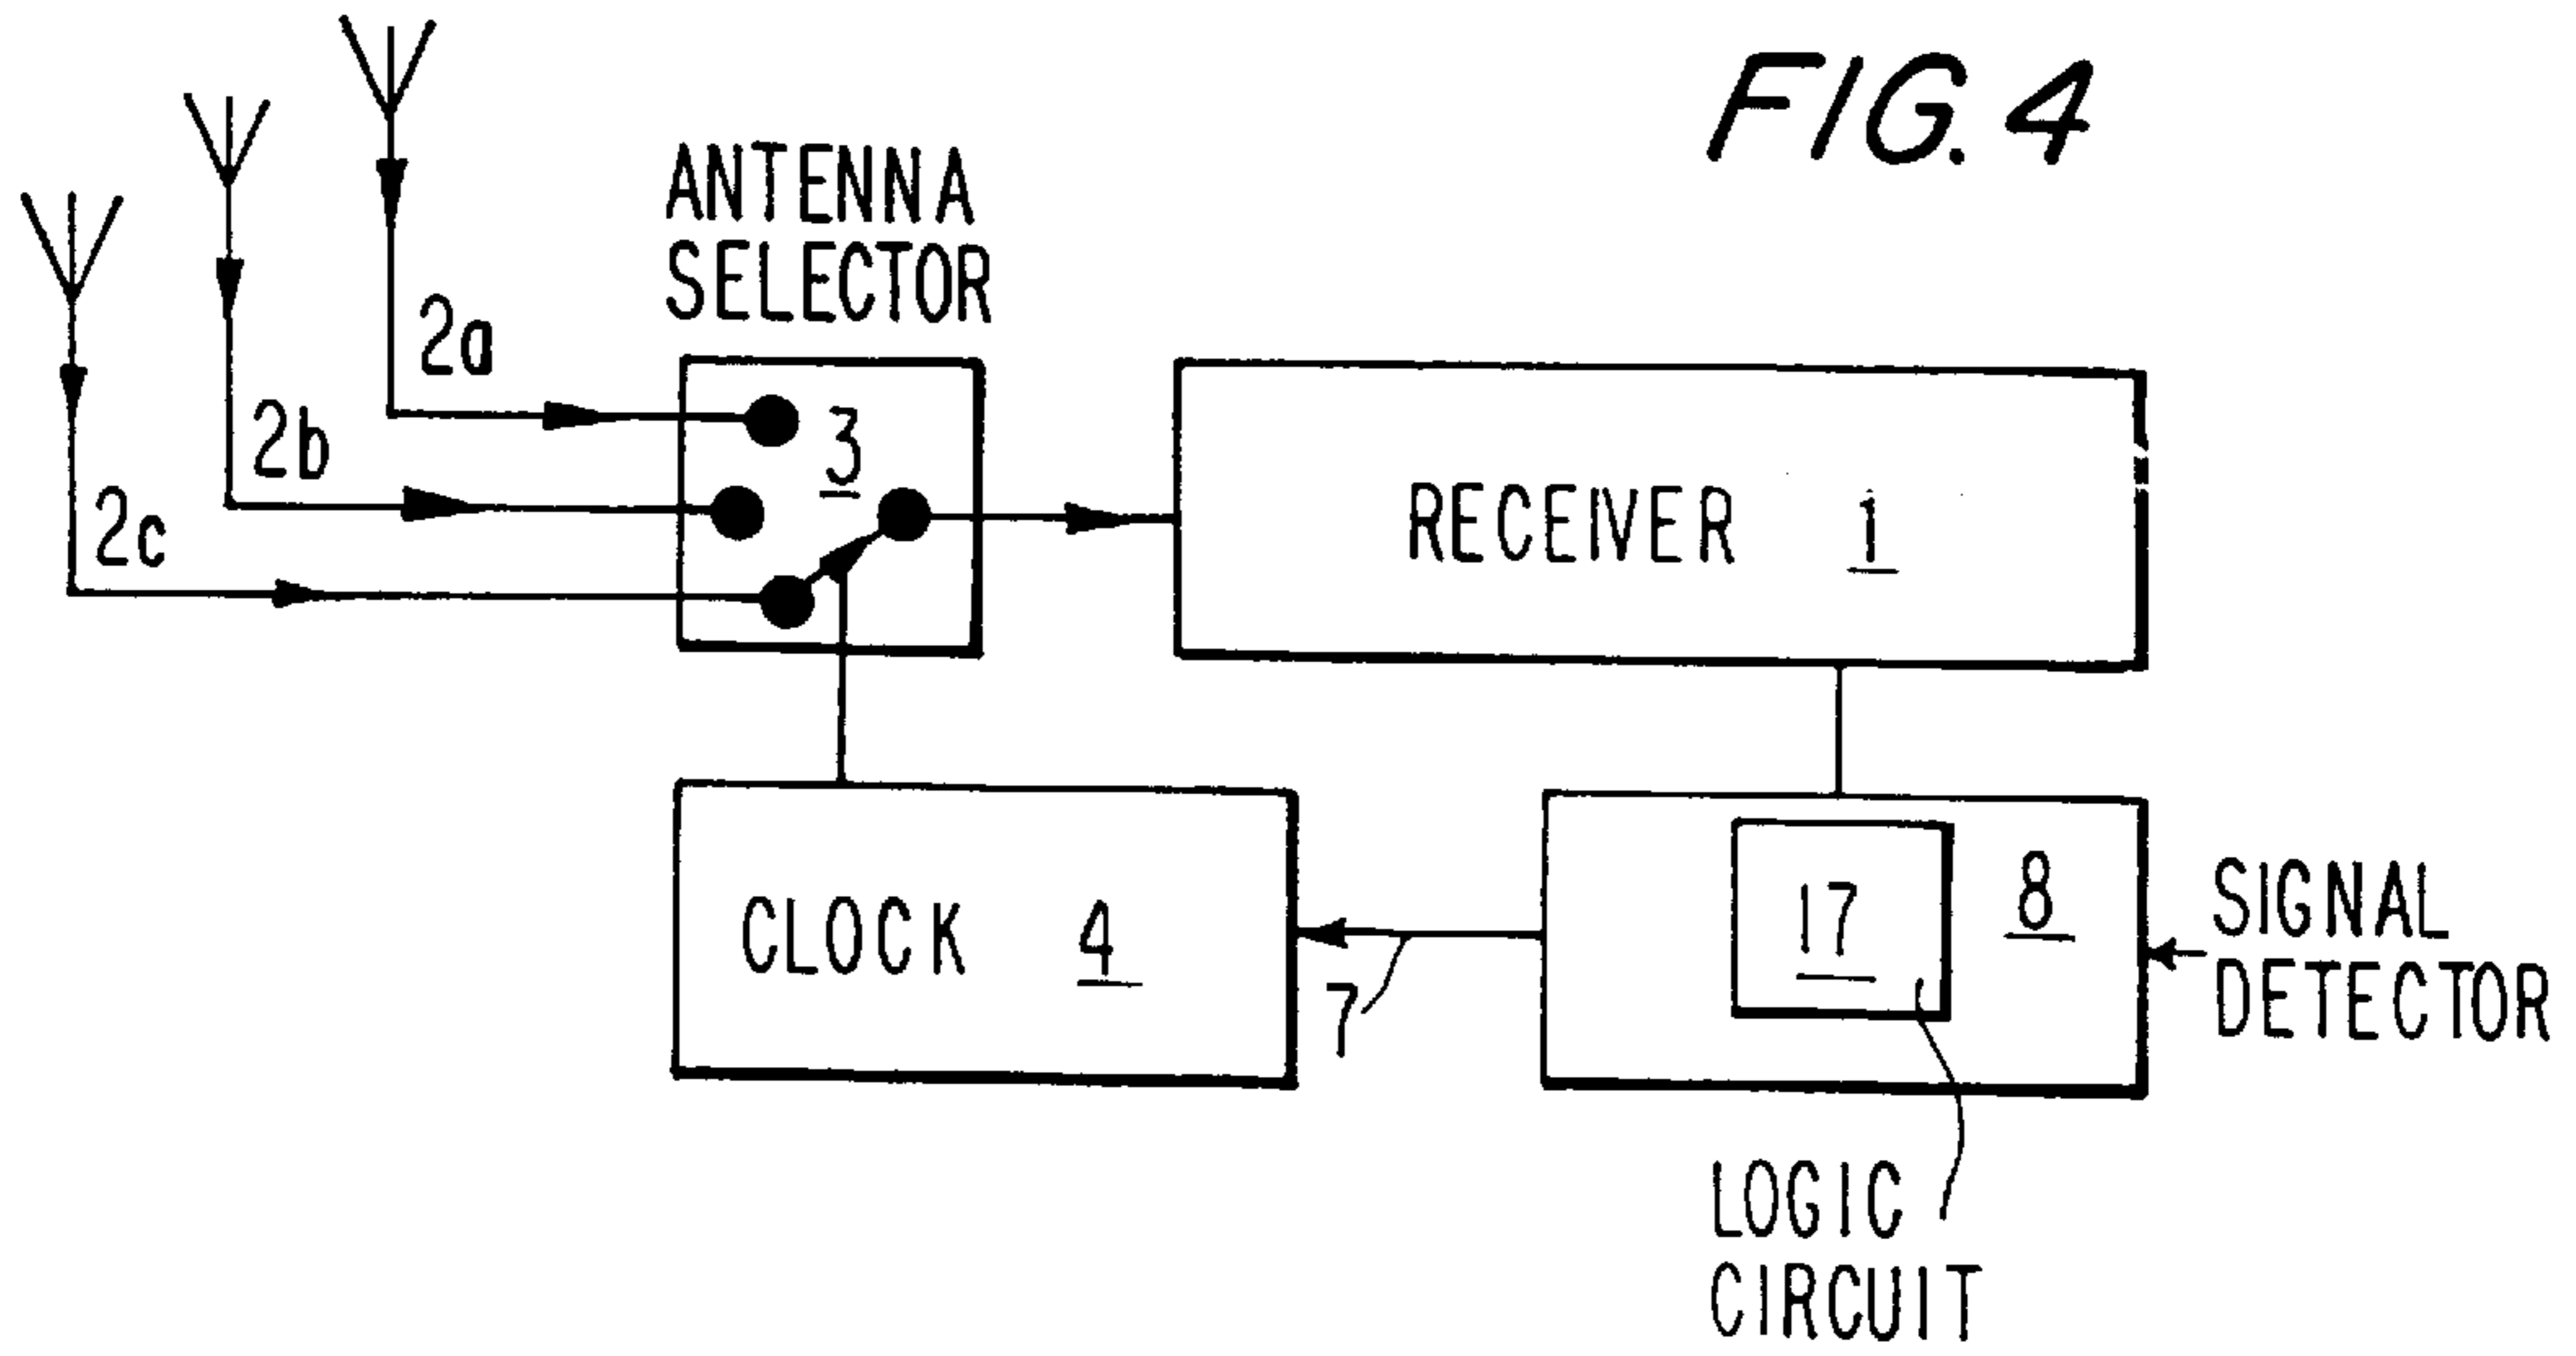 FIG. 4
ANTENNA
SELECTOR
2a
2b
2c
3
RECEIVER 1
CLOCK 4
7
17
8
SIGNAL
DETECTOR
LOGIC
CIRCUIT